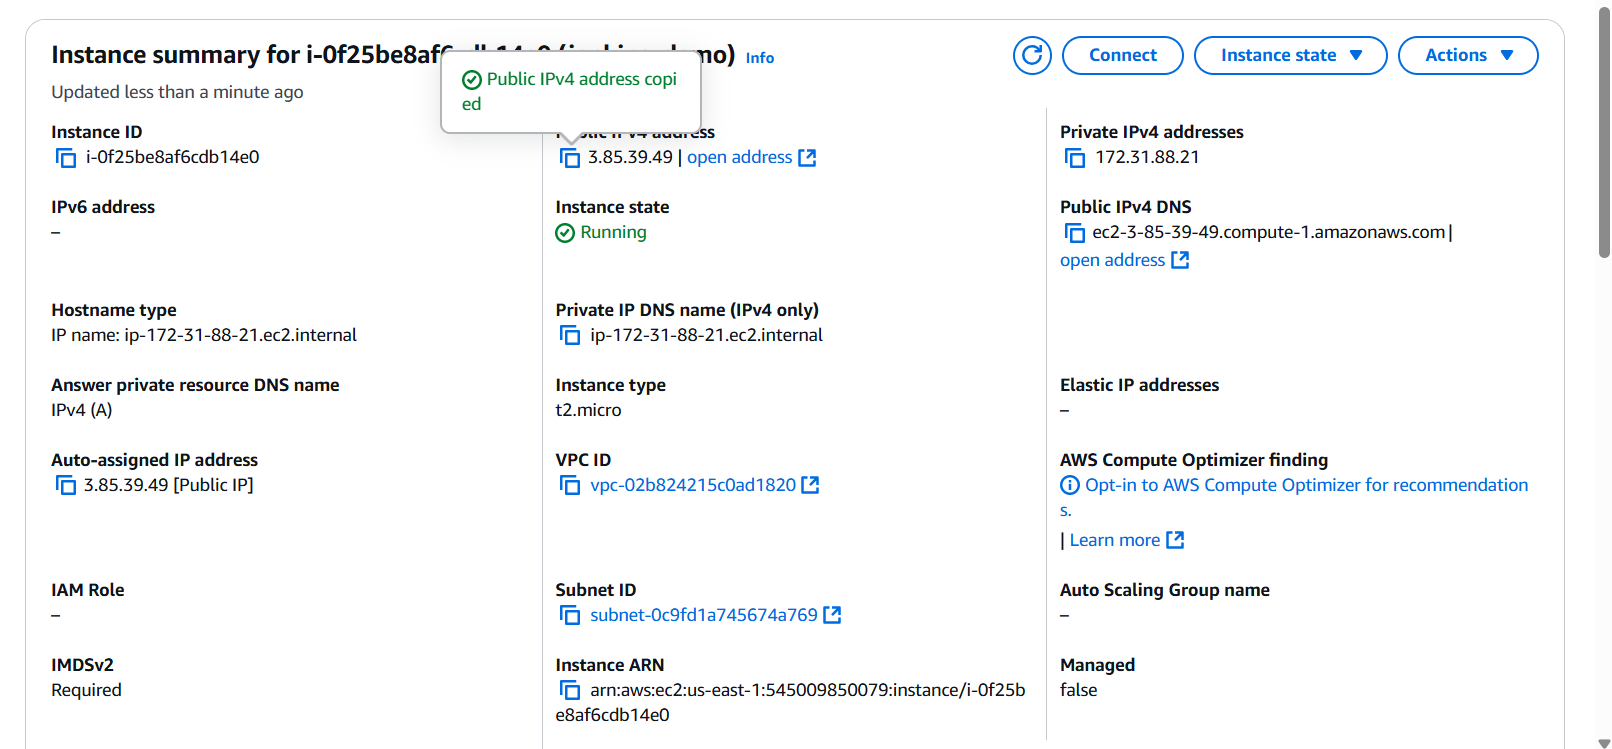 Instance summary for i-0f25be8af
mo) Info
Connect
Instance state
Actions
Updated less than a minute ago
Public IPv4 address copi
ed
Instance ID
i-0f25be8af6cdb14e0
Public IPv4 address
3.85.39.49 | open address
Private IPv4 addresses
172.31.88.21
IPv6 address
–
Instance state
Running
Public IPv4 DNS
ec2-3-85-39-49.compute-1.amazonaws.com |
open address
Hostname type
IP name: ip-172-31-88-21.ec2.internal
Private IP DNS name (IPv4 only)
ip-172-31-88-21.ec2.internal
Answer private resource DNS name
IPv4 (A)
Instance type
t2.micro
Elastic IP addresses
–
Auto-assigned IP address
3.85.39.49 [Public IP]
VPC ID
vpc-02b824215c0ad1820
AWS Compute Optimizer finding
Opt-in to AWS Compute Optimizer for recommendation
s.
| Learn more
IAM Role
–
Subnet ID
subnet-0c9fd1a745674a769
Auto Scaling Group name
–
IMDSv2
Required
Instance ARN
arn:aws:ec2:us-east-1:545009850079:instance/i-0f25b
e8af6cdb14e0
Managed
false